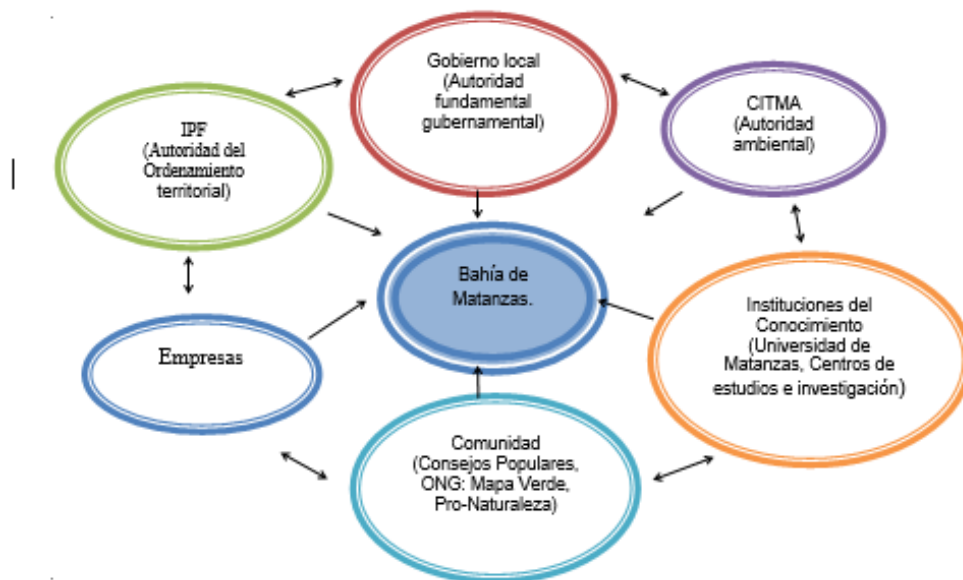 Gobierno local
(Autoridad
fundamental
gubernamental)
CITMA
(Autoridad
ambiental)
IPF
(Autoridad del
Ordenamiento
territorial)
Bahía de
Matanzas.
Instituciones del
Conocimiento
(Universidad de
Matanzas, Centros de
estudios e investigación)
Empresas
Comunidad
(Consejos Populares,
ONG: Mapa Verde,
Pro-Naturaleza)